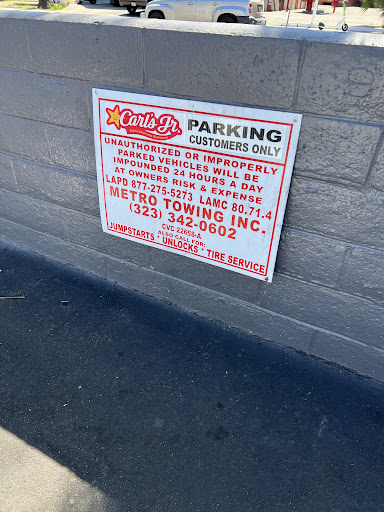 Carl's Jr.
PARKING
CUSTOMERS ONLY
UNAUTHORIZED OR IMPROPERLY
PARKED VEHICLES WILL BE
IMPOUNDED 24 HOURS A DAY
AT OWNERS RISK & EXPENSE
LAPD 877-275-5273 LAMC 80.71.4
METRO TOWING INC.
(323) 342-0602
CVC 22658-A
ALSO CALL FOR:
JUMPSTARTS * UNLOCKS * TIRE SERVICE